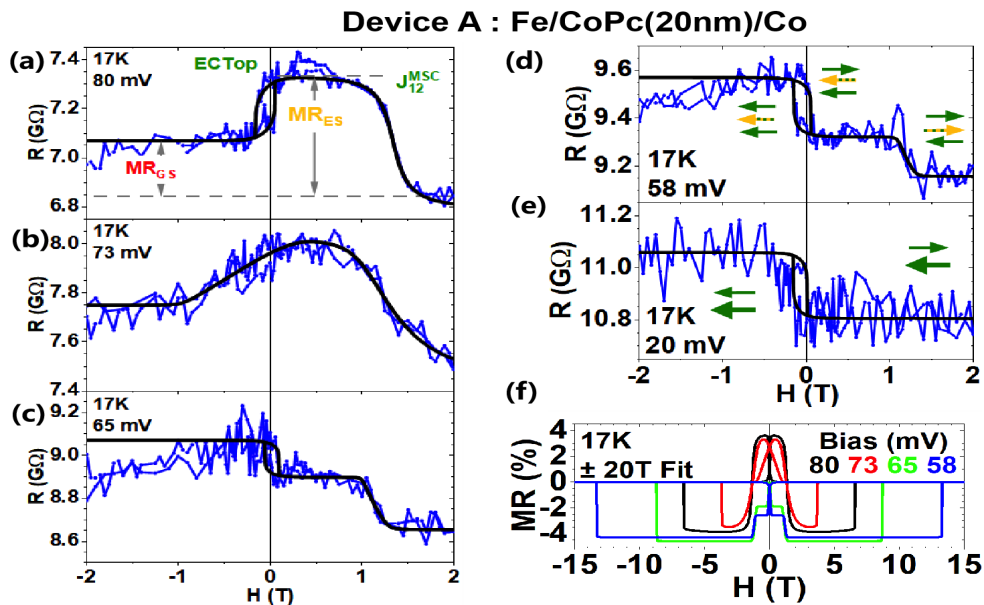 Device A : Fe/CoPc(20nm)/Co
(a)
17K
80 mV
ECTop
J₁₂ᴹˢᶜ
MR_ES
MR_GS
R (GΩ)
7.4
7.2
7.0
6.8
(b)
17K
73 mV
R (GΩ)
8.0
7.8
7.6
7.4
(c)
17K
65 mV
R (GΩ)
9.2
9.0
8.8
8.6
-2 -1 0 1 2
H (T)
(d)
17K
58 mV
R (GΩ)
9.6
9.4
9.2
(e)
17K
20 mV
R (GΩ)
11.2
11.0
10.8
-2 -1 0 1 2
H (T)
(f)
17K
± 20T Fit
Bias (mV)
80 73 65 58
MR (%)
4
2
0
-2
-4
-15 -10 -5 0 5 10 15
H (T)